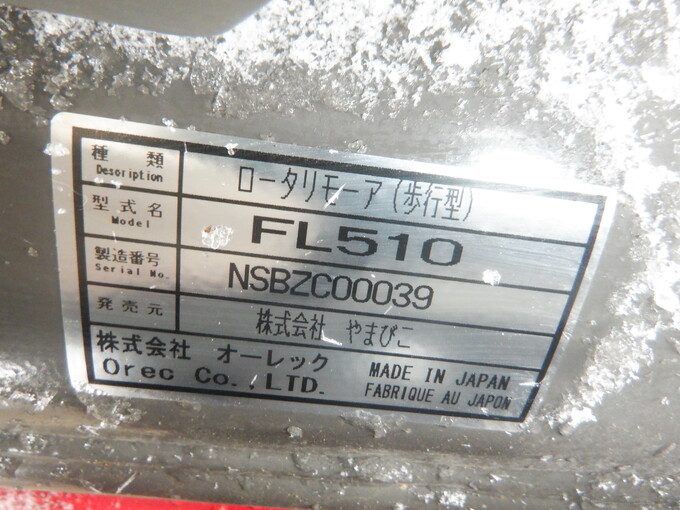 種類 ロータリモーア(歩行型)
Description
型式名 FL510
Model
製造番号 NSBZC00039
Serial No.
発売元 株式会社 やまびこ
株式会社 オーレック MADE IN JAPAN
Orec Co.,LTD. FABRIQUE AU JAPON